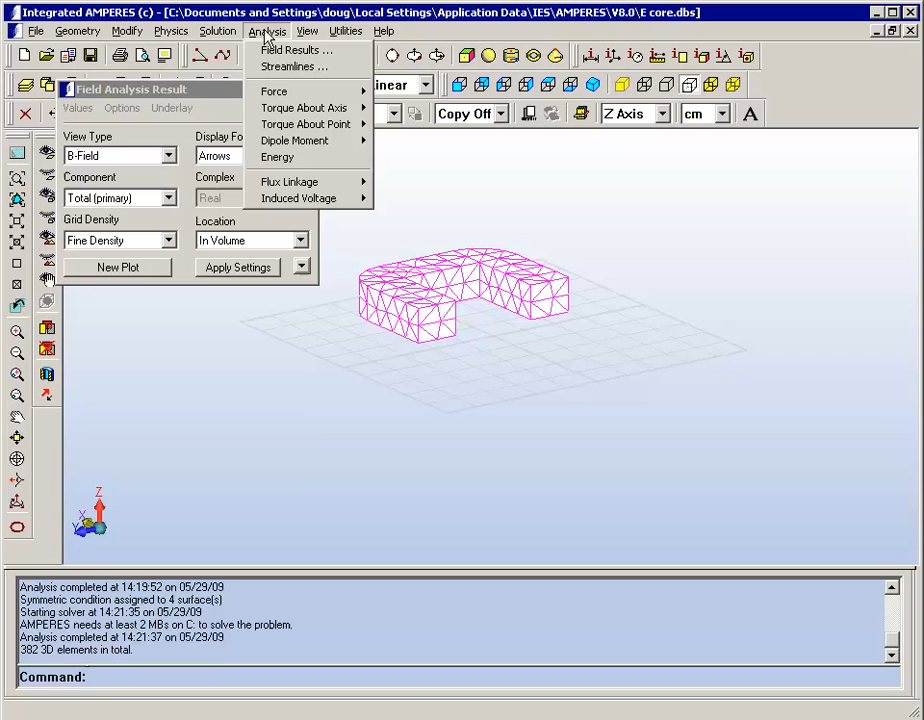 Integrated AMPERES (c) - [C:\Documents and Settings\doug\Local Settings\Application Data\IES\AMPERES\V8.0\E core.dbs]
File Geometry Modify Physics Solution Analysis View Utilities Help
Field Results ...
Streamlines ...
Force
Torque About Axis
Torque About Point
Dipole Moment
Energy
Flux Linkage
Induced Voltage
Linear
Copy Off
Z Axis
cm
A
Field Analysis Result
Values Options Underlay
View Type
Display Fo
B-Field
Arrows
Component
Complex
Total (primary)
Real
Grid Density
Location
Fine Density
In Volume
New Plot
Apply Settings
Z
X
Y
Analysis completed at 14:19:52 on 05/29/09
Symmetric condition assigned to 4 surface(s)
Starting solver at 14:21:35 on 05/29/09
AMPERES needs at least 2 MBs on C: to solve the problem.
Analysis completed at 14:21:37 on 05/29/09
382 3D elements in total.
Command: